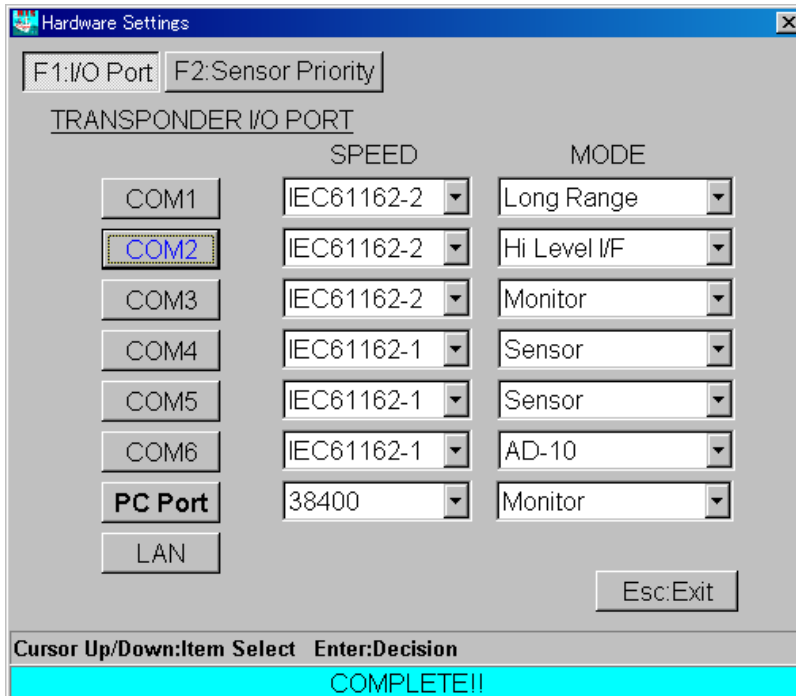 Hardware Settings
F1:I/O Port F2:Sensor Priority
TRANSPONDER I/O PORT
SPEED MODE
COM1 IEC61162-2 Long Range
COM2 IEC61162-2 Hi Level I/F
COM3 IEC61162-2 Monitor
COM4 IEC61162-1 Sensor
COM5 IEC61162-1 Sensor
COM6 IEC61162-1 AD-10
PC Port 38400 Monitor
LAN
Esc:Exit
Cursor Up/Down:Item Select Enter:Decision
COMPLETE!!